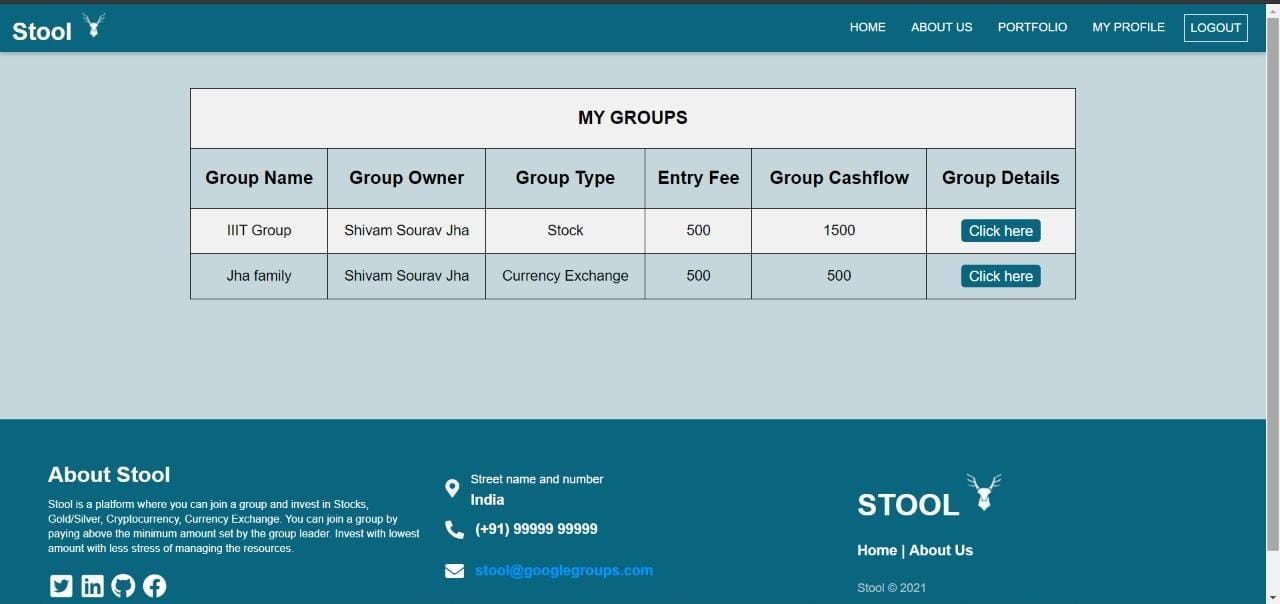 Stool
HOME ABOUT US PORTFOLIO MY PROFILE LOGOUT
MY GROUPS
Group Name Group Owner Group Type Entry Fee Group Cashflow Group Details
IIIT Group Shivam Sourav Jha Stock 500 1500 Click here
Jha family Shivam Sourav Jha Currency Exchange 500 500 Click here
About Stool
Stool is a platform where you can join a group and invest in Stocks,
Gold/Silver, Cryptocurrency, Currency Exchange. You can join a group by
paying above the minimum amount set by the group leader. Invest with lowest
amount with less stress of managing the resources.
Street name and number
India
(+91) 99999 99999
stool@googlegroups.com
STOOL
Home | About Us
Stool © 2021